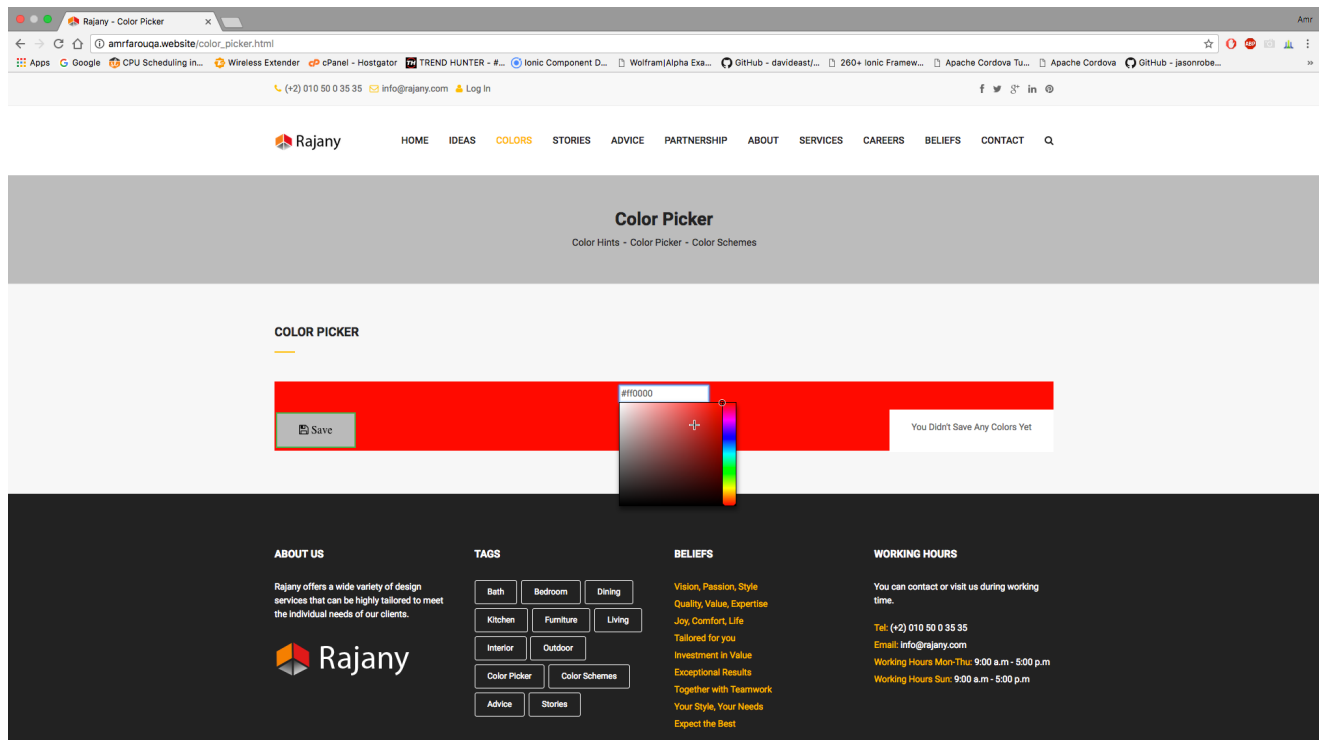 Rajany - Color Picker
Amr
amrfarouqa.website/color_picker.html
Apps Google CPU Scheduling in... Wireless Extender cPanel - Hostgator TREND HUNTER - #... Ionic Component D... Wolfram|Alpha Exa... GitHub - davideast/... 260+ Ionic Framew... Apache Cordova Tu... Apache Cordova GitHub - jasonrobe... »
(+2) 010 50 0 35 35 info@rajany.com Log In
Rajany HOME IDEAS COLORS STORIES ADVICE PARTNERSHIP ABOUT SERVICES CAREERS BELIEFS CONTACT
Color Picker
Color Hints - Color Picker - Color Schemes
COLOR PICKER
#ff0000
Save
You Didn't Save Any Colors Yet
ABOUT US
Rajany offers a wide variety of design
services that can be highly tailored to meet
the individual needs of our clients.
Rajany
TAGS
Bath Bedroom Dining
Kitchen Furniture Living
Interior Outdoor
Color Picker Color Schemes
Advice Stories
BELIEFS
Vision, Passion, Style
Quality, Value, Expertise
Joy, Comfort, Life
Tailored for you
Investment in Value
Exceptional Results
Together with Teamwork
Your Style, Your Needs
Expect the Best
WORKING HOURS
You can contact or visit us during working
time.
Tel: (+2) 010 50 0 35 35
Email: info@rajany.com
Working Hours Mon-Thu: 9:00 a.m - 5:00 p.m
Working Hours Sun: 9:00 a.m - 5:00 p.m